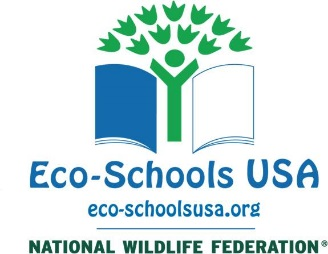 Eco-Schools USA
eco-schoolsusa.org
NATIONAL WILDLIFE FEDERATION®